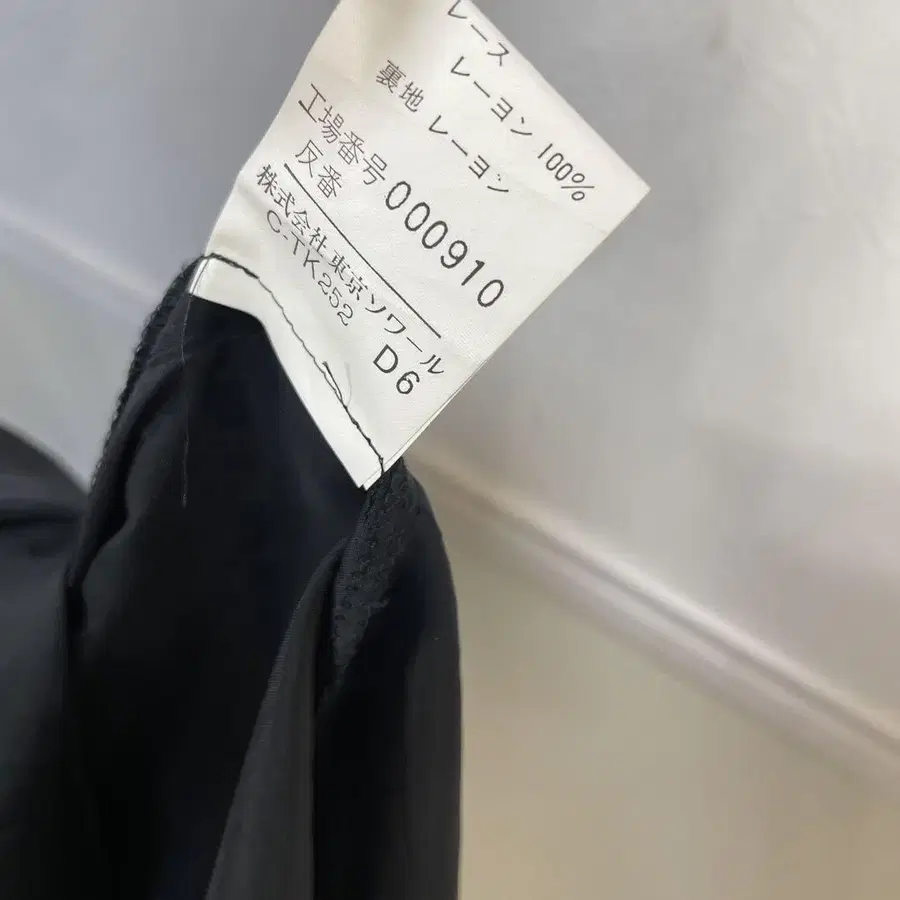 レース
レーヨン 100%
裏地 レーヨン
工場番号 000910
反番
株式会社 東京ソワール
C-TK252 D6